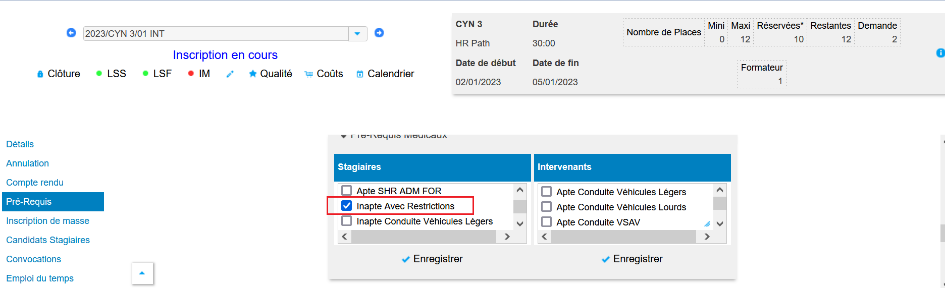 2023/CYN 3/01 INT
Inscription en cours
Clôture LSS LSF IM Qualité Coûts Calendrier
CYN 3 Durée
HR Path 30:00
Date de début Date de fin
02/01/2023 05/01/2023
Nombre de Places Mini Maxi Réservées* Restantes Demande
0 12 10 12 2
Formateur
1
Détails
Annulation
Compte rendu
Pré-Requis
Inscription de masse
Candidats Stagiaires
Convocations
Emploi du temps
Pré-Requis Médicaux
Stagiaires Intervenants
Apte SHR ADM FOR
Inapte Avec Restrictions
Inapte Conduite Véhicules Légers
Apte Conduite Véhicules Légers
Apte Conduite Véhicules Lourds
Apte Conduite VSAV
Enregistrer Enregistrer